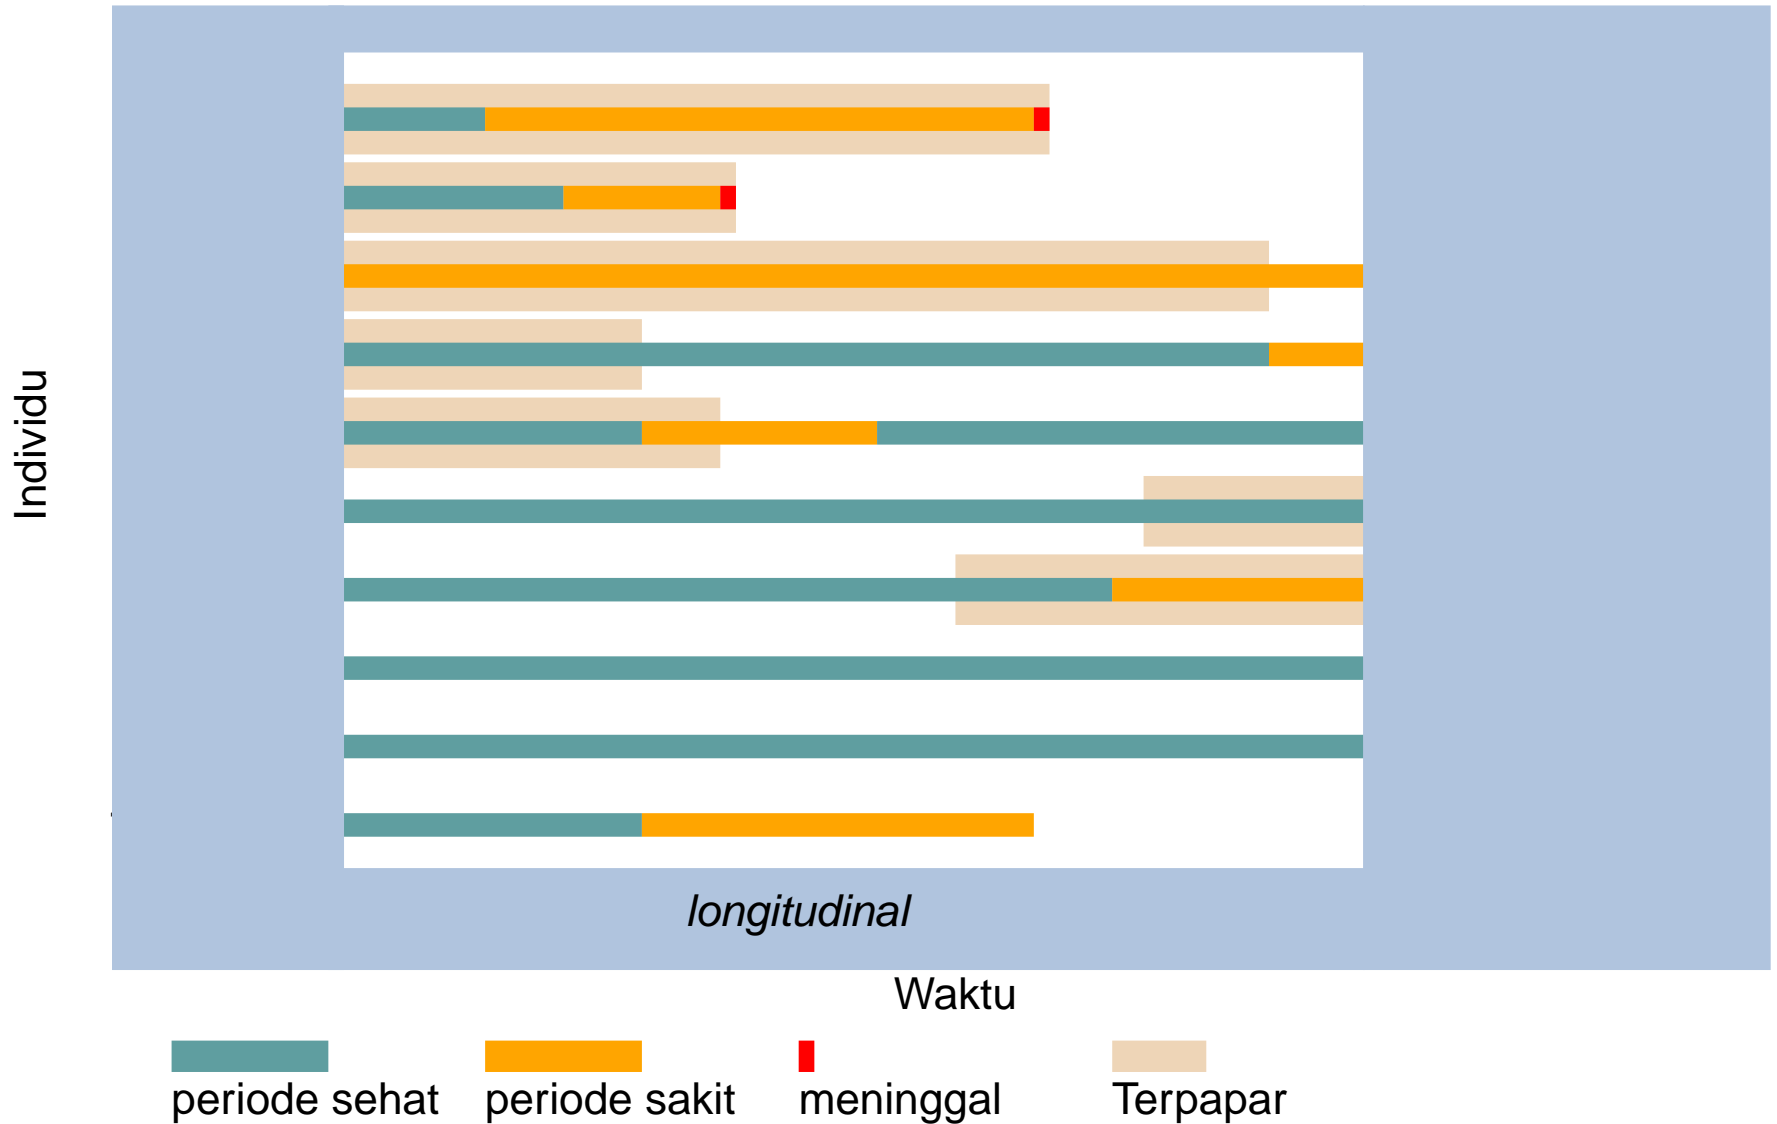 Individu
longitudinal
Waktu
periode sehat
periode sakit
meninggal
Terpapar